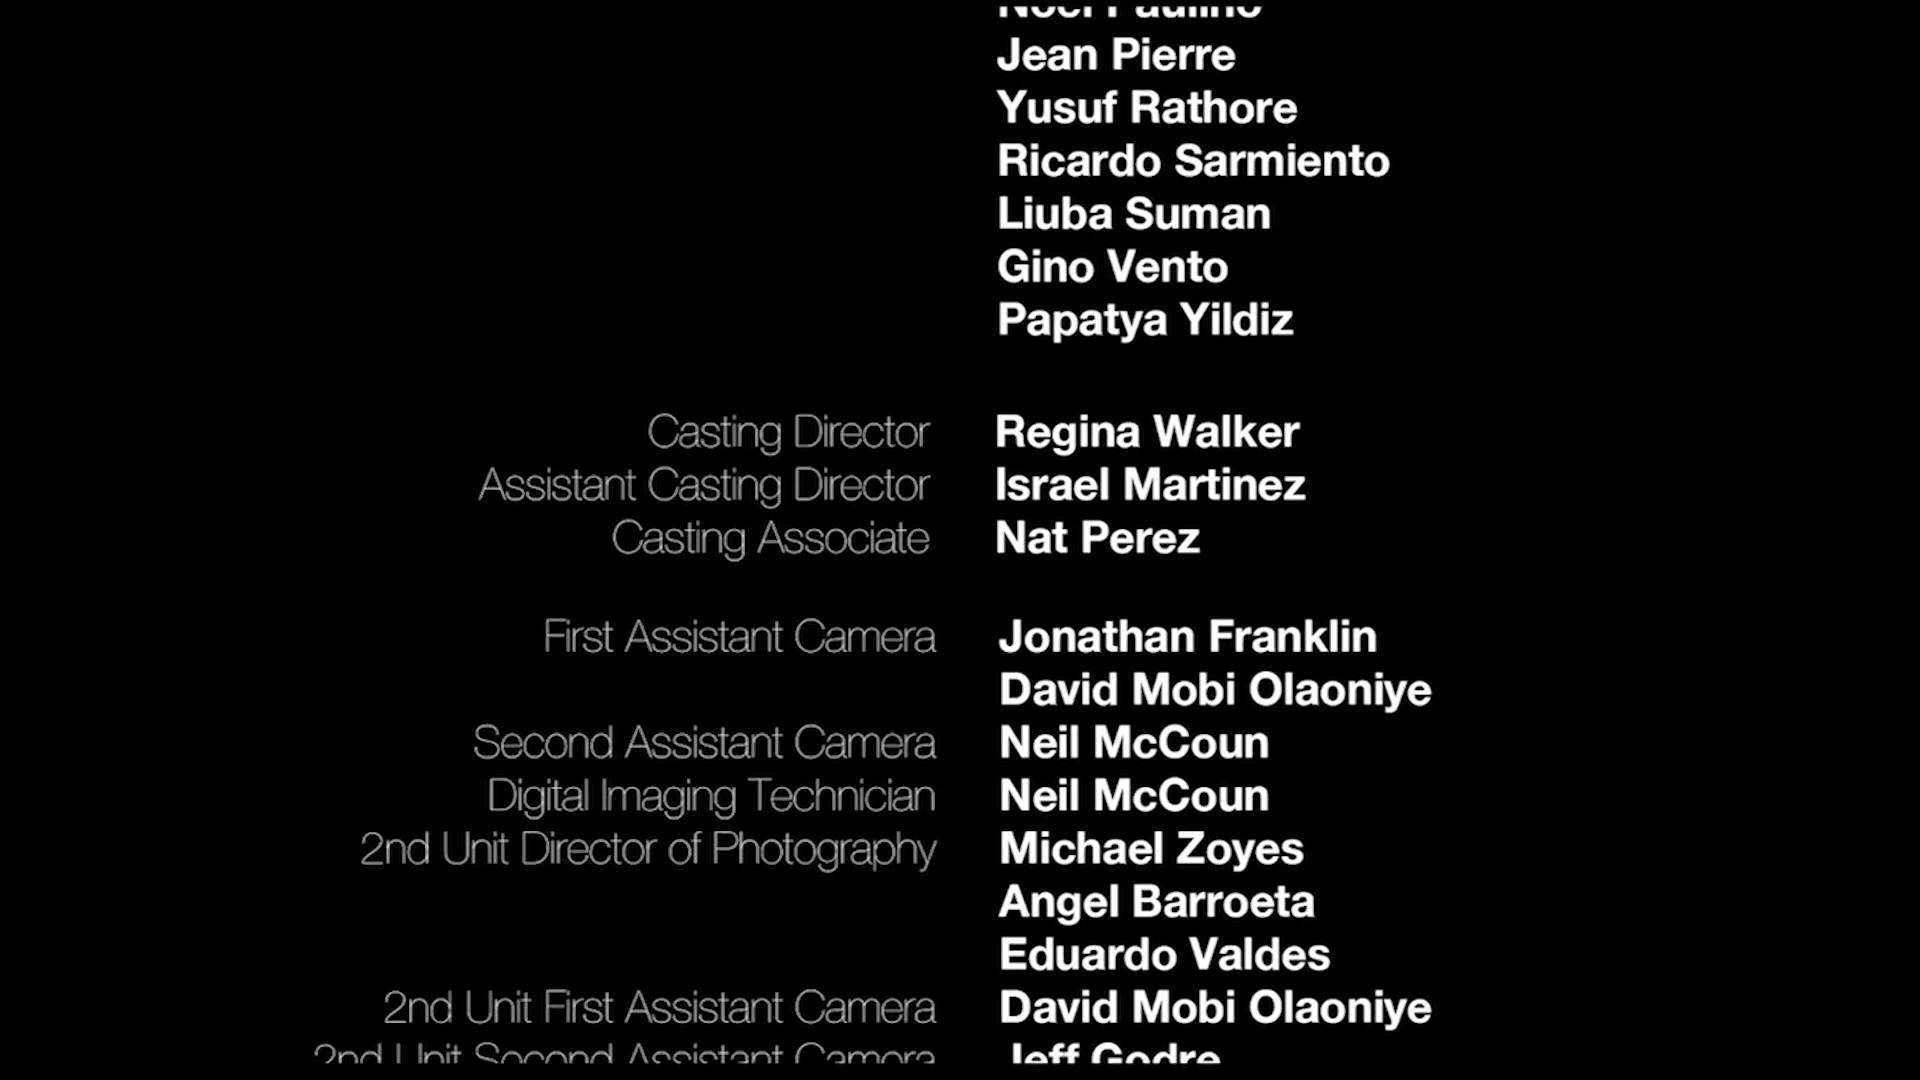 Noel Paulino
Jean Pierre
Yusuf Rathore
Ricardo Sarmiento
Liuba Suman
Gino Vento
Papatya Yildiz
Casting Director Regina Walker
Assistant Casting Director Israel Martinez
Casting Associate Nat Perez
First Assistant Camera Jonathan Franklin
David Mobi Olaoniye
Second Assistant Camera Neil McCoun
Digital Imaging Technician Neil McCoun
2nd Unit Director of Photography Michael Zoyes
Angel Barroeta
Eduardo Valdes
2nd Unit First Assistant Camera David Mobi Olaoniye
2nd Unit Second Assistant Camera Jeff Godre